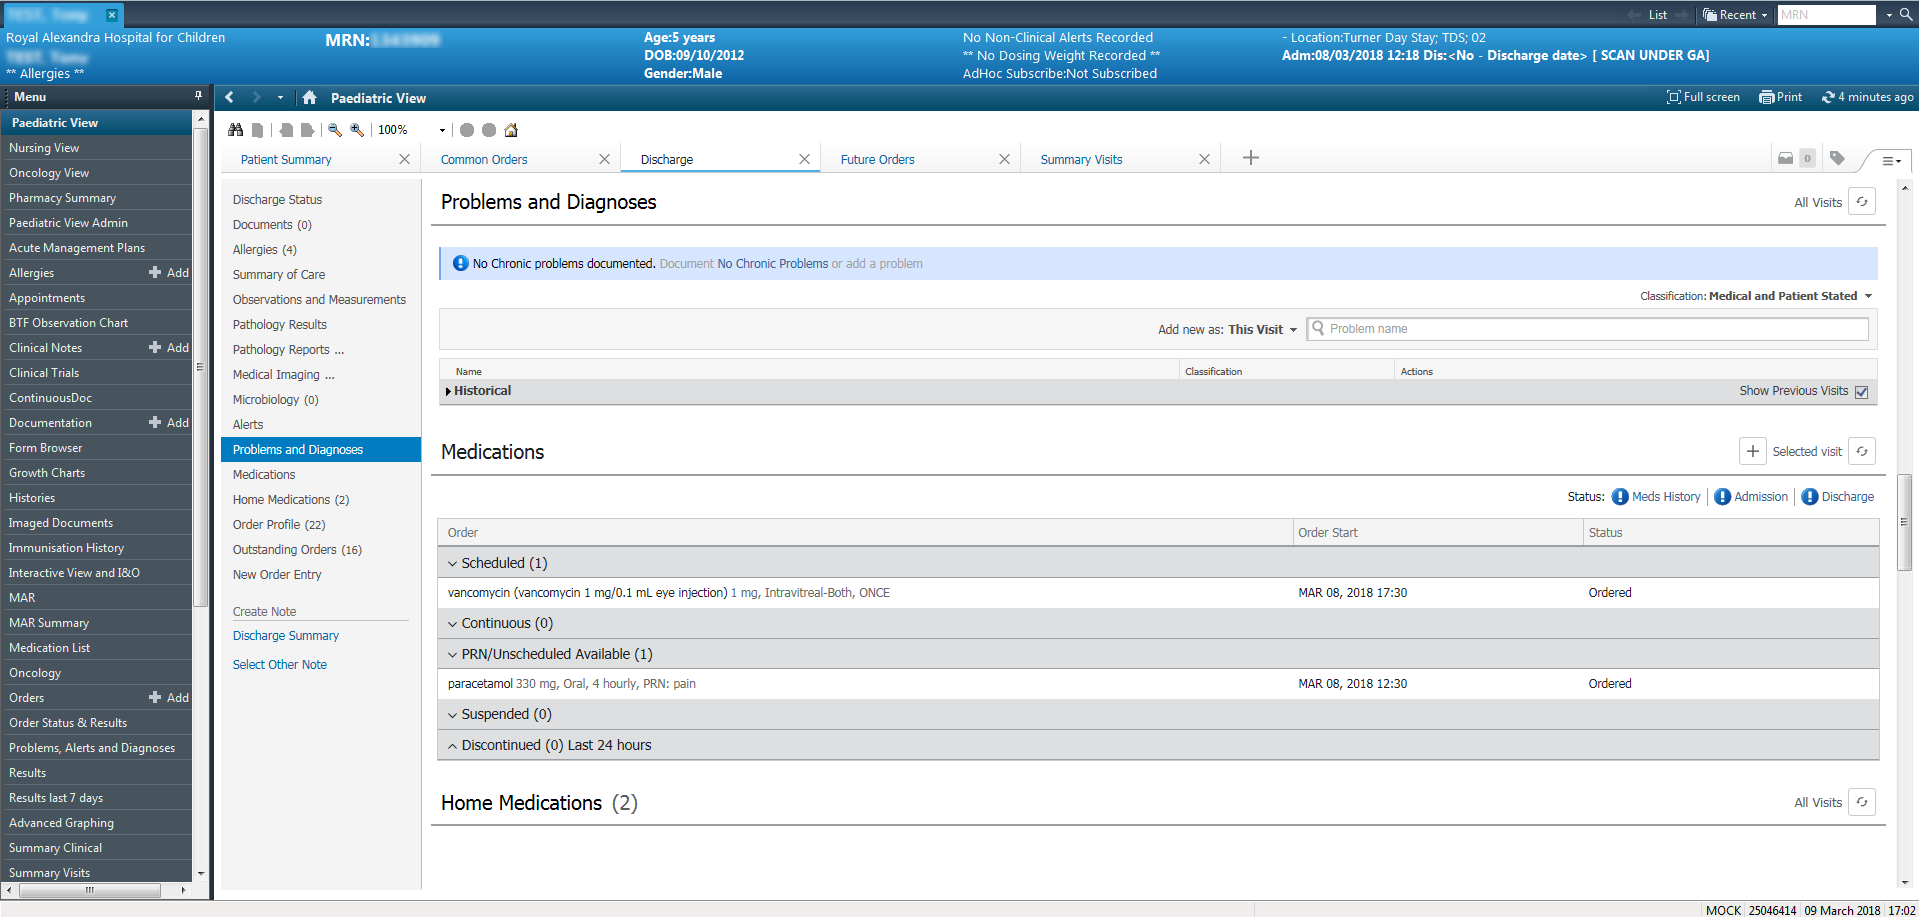 List Recent MRN
Royal Alexandra Hospital for Children
** Allergies **
MRN:
Age:5 years
DOB:09/10/2012
Gender:Male
No Non-Clinical Alerts Recorded
** No Dosing Weight Recorded **
AdHoc Subscribe:Not Subscribed
- Location:Turner Day Stay; TDS; 02
Adm:08/03/2018 12:18 Dis:<No - Discharge date> [ SCAN UNDER GA]
Menu
Paediatric View
Nursing View
Oncology View
Pharmacy Summary
Paediatric View Admin
Acute Management Plans
Allergies Add
Appointments
BTF Observation Chart
Clinical Notes Add
Clinical Trials
ContinuousDoc
Documentation Add
Form Browser
Growth Charts
Histories
Imaged Documents
Immunisation History
Interactive View and I&O
MAR
MAR Summary
Medication List
Oncology
Orders Add
Order Status & Results
Problems, Alerts and Diagnoses
Results
Results last 7 days
Advanced Graphing
Summary Clinical
Summary Visits
Paediatric View
Full screen Print 4 minutes ago
100%
Patient Summary Common Orders Discharge Future Orders Summary Visits 0
Discharge Status
Documents (0)
Allergies (4)
Summary of Care
Observations and Measurements
Pathology Results
Pathology Reports ...
Medical Imaging ...
Microbiology (0)
Alerts
Problems and Diagnoses
Medications
Home Medications (2)
Order Profile (22)
Outstanding Orders (16)
New Order Entry
Create Note
Discharge Summary
Select Other Note
Problems and Diagnoses All Visits
No Chronic problems documented. Document No Chronic Problems or add a problem
Classification: Medical and Patient Stated
Add new as: This Visit Problem name
Name Classification Actions
Historical Show Previous Visits
Medications Selected visit
Status: Meds History Admission Discharge
Order Order Start Status
Scheduled (1)
vancomycin (vancomycin 1 mg/0.1 mL eye injection) 1 mg, Intravitreal-Both, ONCE MAR 08, 2018 17:30 Ordered
Continuous (0)
PRN/Unscheduled Available (1)
paracetamol 330 mg, Oral, 4 hourly, PRN: pain MAR 08, 2018 12:30 Ordered
Suspended (0)
Discontinued (0) Last 24 hours
Home Medications (2) All Visits
MOCK 25046414 09 March 2018 17:02